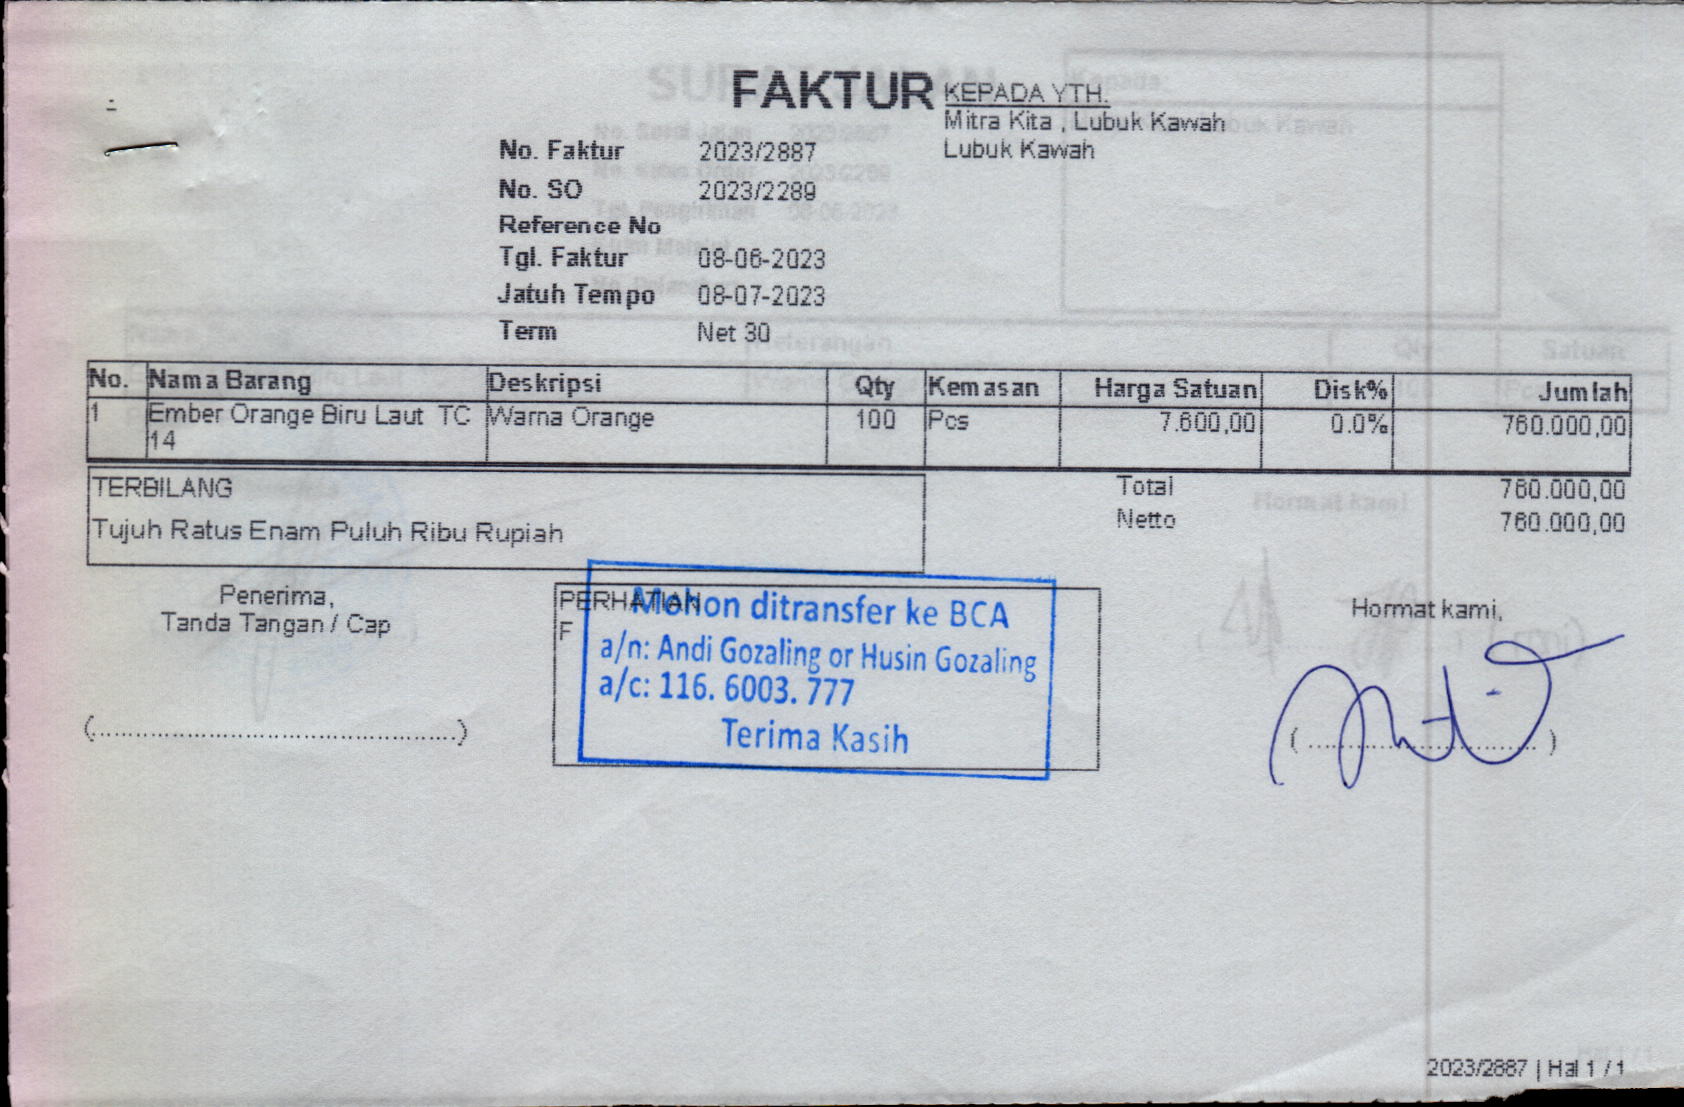 FAKTUR
KEPADA YTH.
Mitra Kita , Lubuk Kawah
Lubuk Kawah
No. Faktur 2023/2887
No. SO 2023/2289
Reference No
Tgl. Faktur 08-06-2023
Jatuh Tempo 08-07-2023
Term Net 30
No. Nama Barang Deskripsi Qty Kemasan Harga Satuan Disk% Jumlah
1 Ember Orange Biru Laut TC Warna Orange 100 Pcs 7.600,00 0.0% 760.000,00
14
TERBILANG
Tujuh Ratus Enam Puluh Ribu Rupiah
Total 760.000,00
Netto 760.000,00
Penerima,
Tanda Tangan / Cap
(......................................................)
PERHATIAN
F
Mohon ditransfer ke BCA
a/n: Andi Gozaling or Husin Gozaling
a/c: 116. 6003. 777
Terima Kasih
Hormat kami,
( .................................. )
2023/2887 | Hal 1 / 1